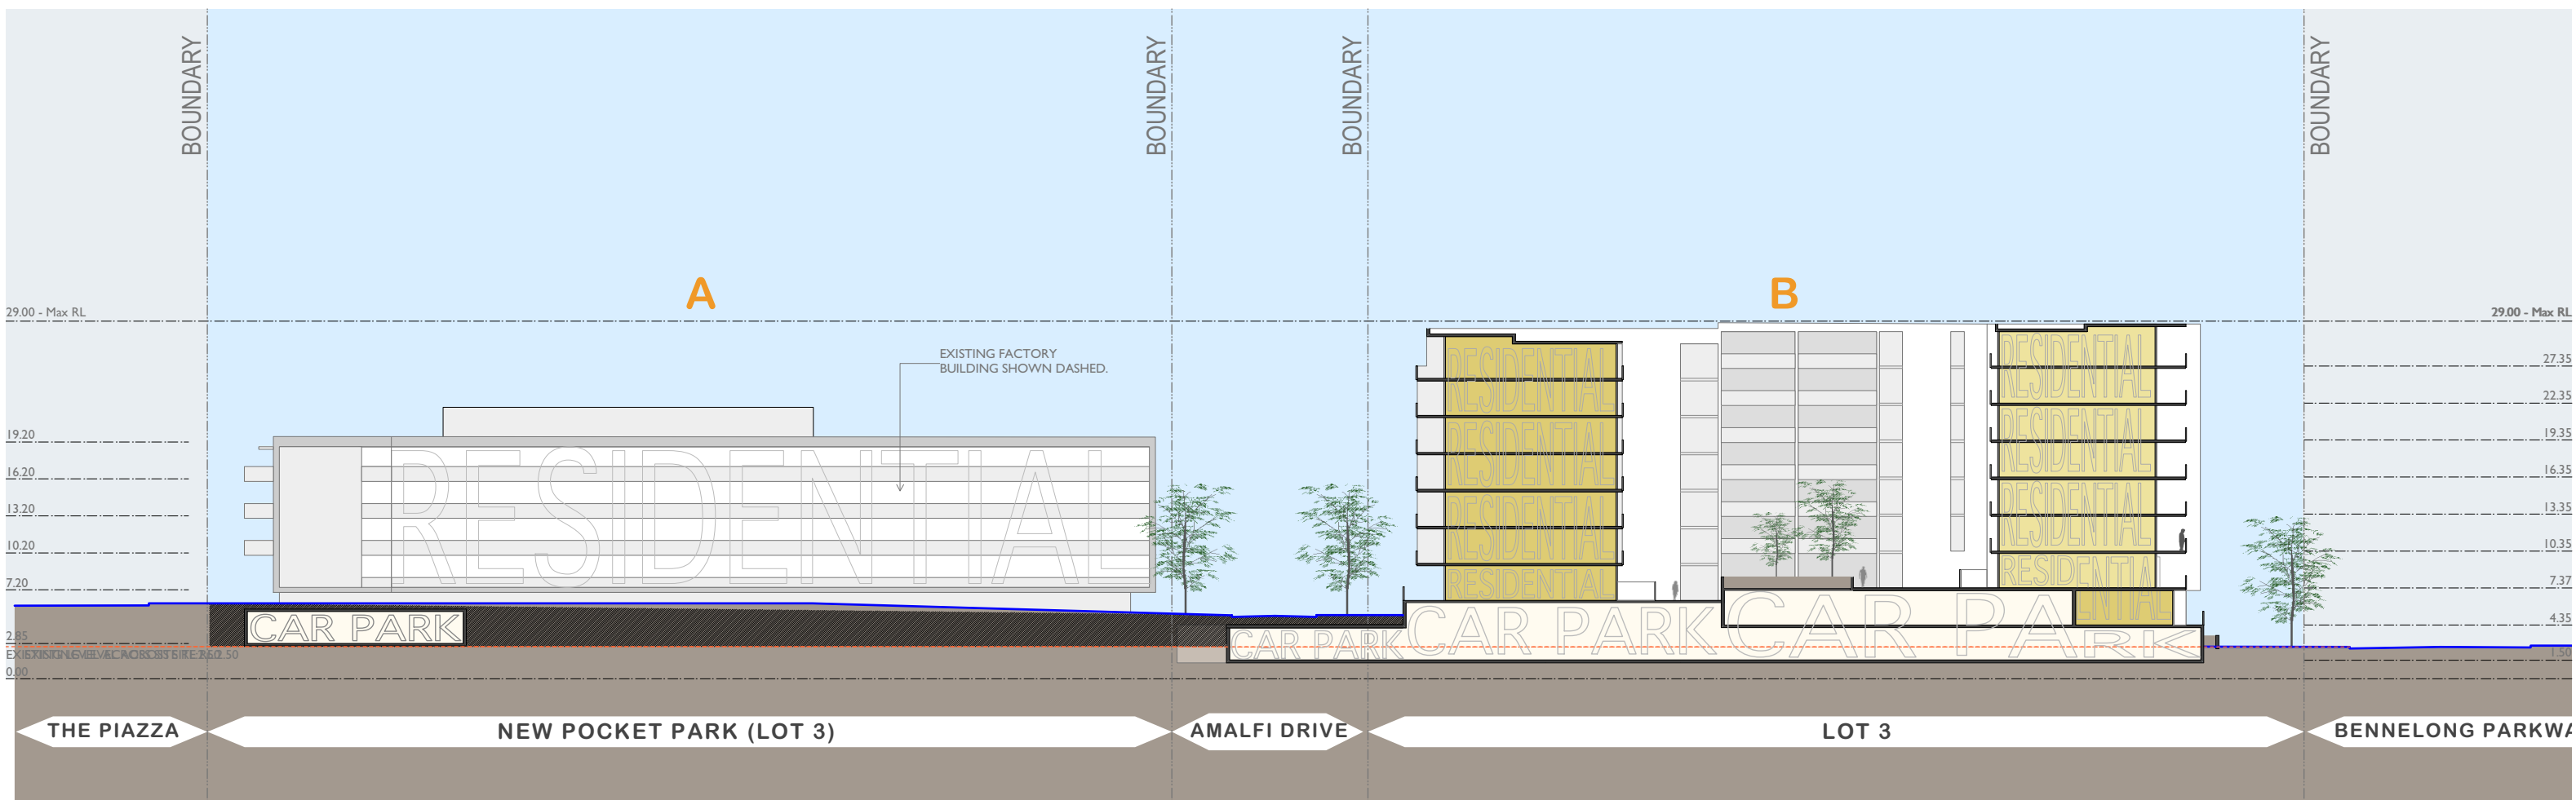 BOUNDARY
BOUNDARY
BOUNDARY
BOUNDARY
A
B
29.00 - Max RL
29.00 - Max RL
EXISTING FACTORY
BUILDING SHOWN DASHED.
27.35
22.35
19.35
16.35
13.35
10.35
7.37
4.35
1.50
19.20
16.20
13.20
10.20
7.20
2.85
0.00
RESIDENTIAL
RESIDENTIAL
RESIDENTIAL
RESIDENTIAL
RESIDENTIAL
RESIDENTIAL
RESIDENTIAL
RESIDENTIAL
RESIDENTIAL
RESIDENTIAL
RESIDENTIAL
RESIDENTIAL
CAR PARK
CAR PARK
CAR PARK
CAR PARK
THE PIAZZA
NEW POCKET PARK (LOT 3)
AMALFI DRIVE
LOT 3
BENNELONG PARKWA